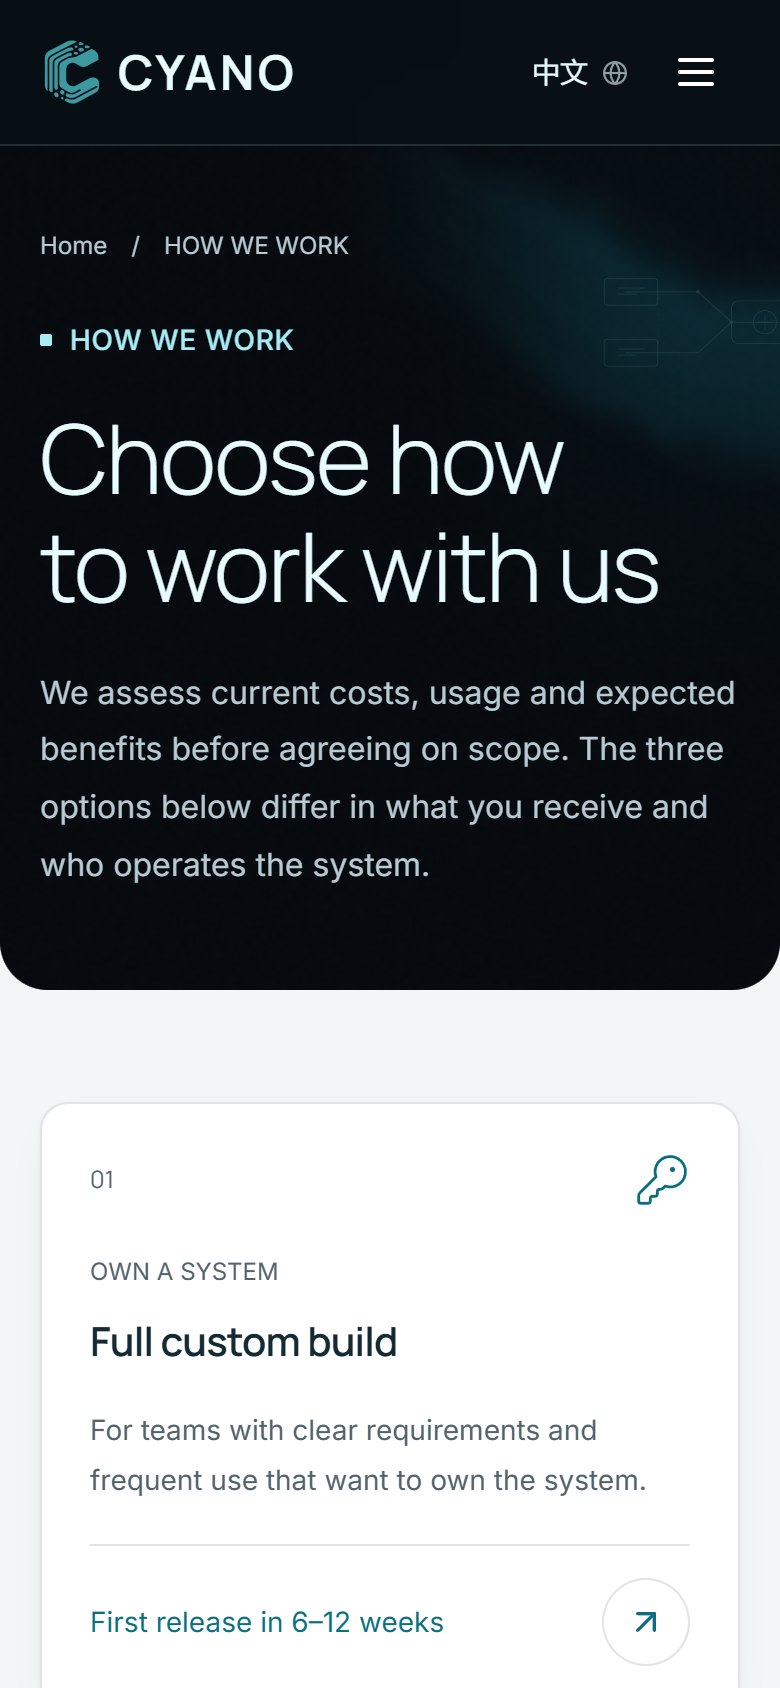 CYANO
中文
Home / HOW WE WORK
HOW WE WORK
Choose how
to work with us
We assess current costs, usage and expected
benefits before agreeing on scope. The three
options below differ in what you receive and
who operates the system.
01
OWN A SYSTEM
Full custom build
For teams with clear requirements and
frequent use that want to own the system.
First release in 6–12 weeks